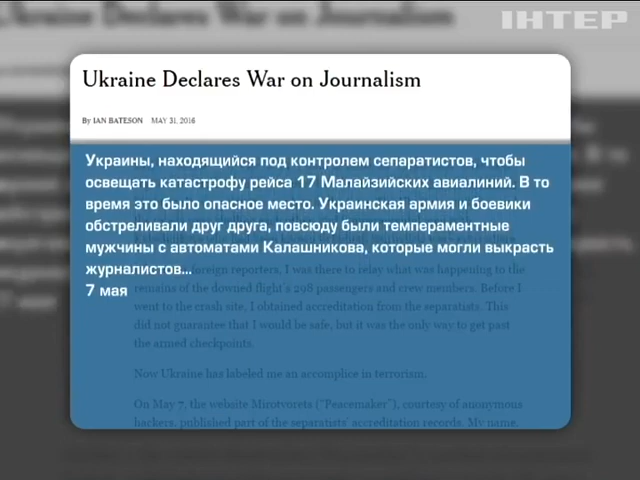 Ukraine Declares War on Journalism
ІНТЕР
Ukraine Declares War on Journalism
By IAN BATESON MAY 31, 2016
Украины, находящийся под контролем сепаратистов, чтобы
освещать катастрофу рейса 17 Малайзийских авиалиний. В то
время это было опасное место. Украинская армия и боевики
обстреливали друг друга, повсюду были темпераментные
мужчины с автоматами Калашникова, которые могли выкрасть
журналистов...
7 мая
foreign reporters, I was there to relay what was happening to the
remains of the downed flight's 298 passengers and crew members. Before I
went to the crash site, I obtained accreditation from the separatists. This
did not guarantee that I would be safe, but it was the only way to get past
the armed checkpoints.
Now Ukraine has labeled me an accomplice in terrorism.
On May 7, the website Mirotvorets ("Peacemaker"), courtesy of anonymous
hackers, published part of the separatists' accreditation records. My name,